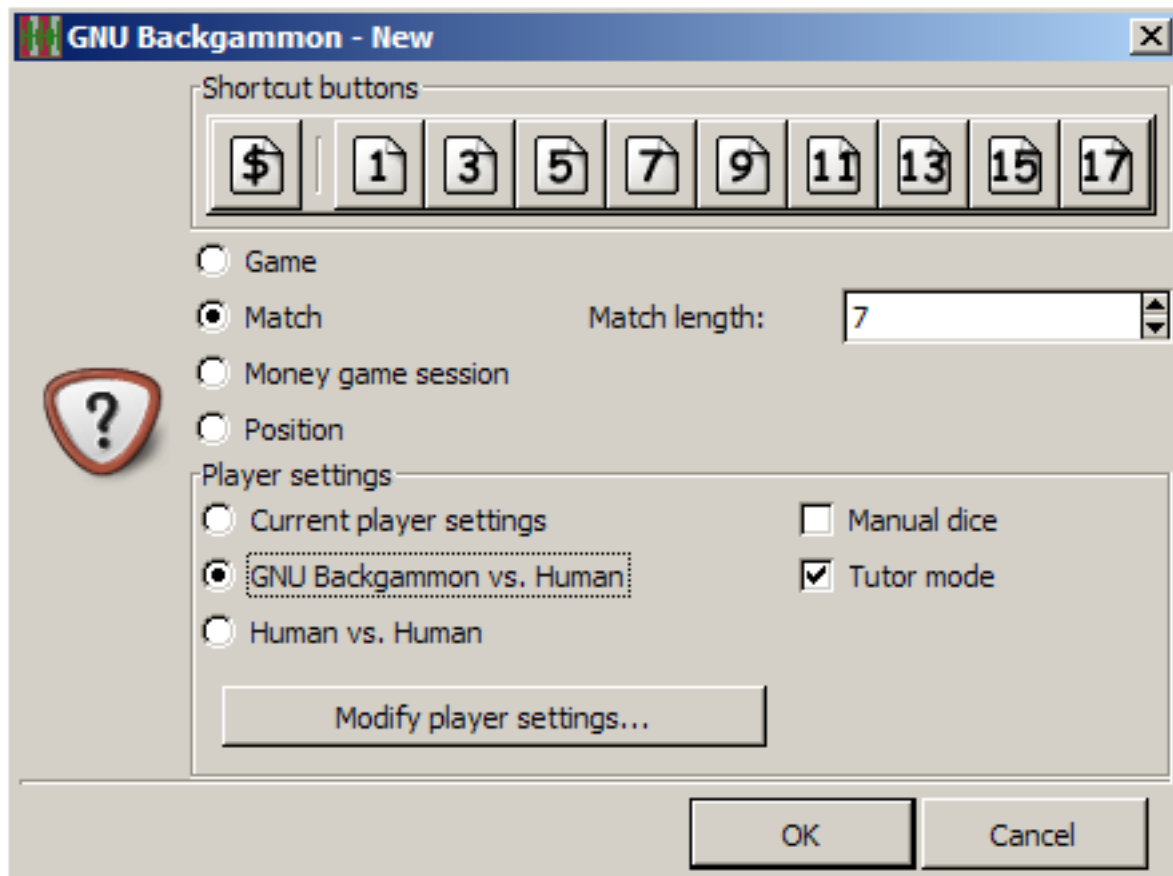 GNU Backgammon - New
Shortcut buttons
$ 1 3 5 7 9 11 13 15 17
Game
Match Match length: 7
Money game session
?
Position
Player settings
Current player settings Manual dice
GNU Backgammon vs. Human Tutor mode
Human vs. Human
Modify player settings...
OK Cancel